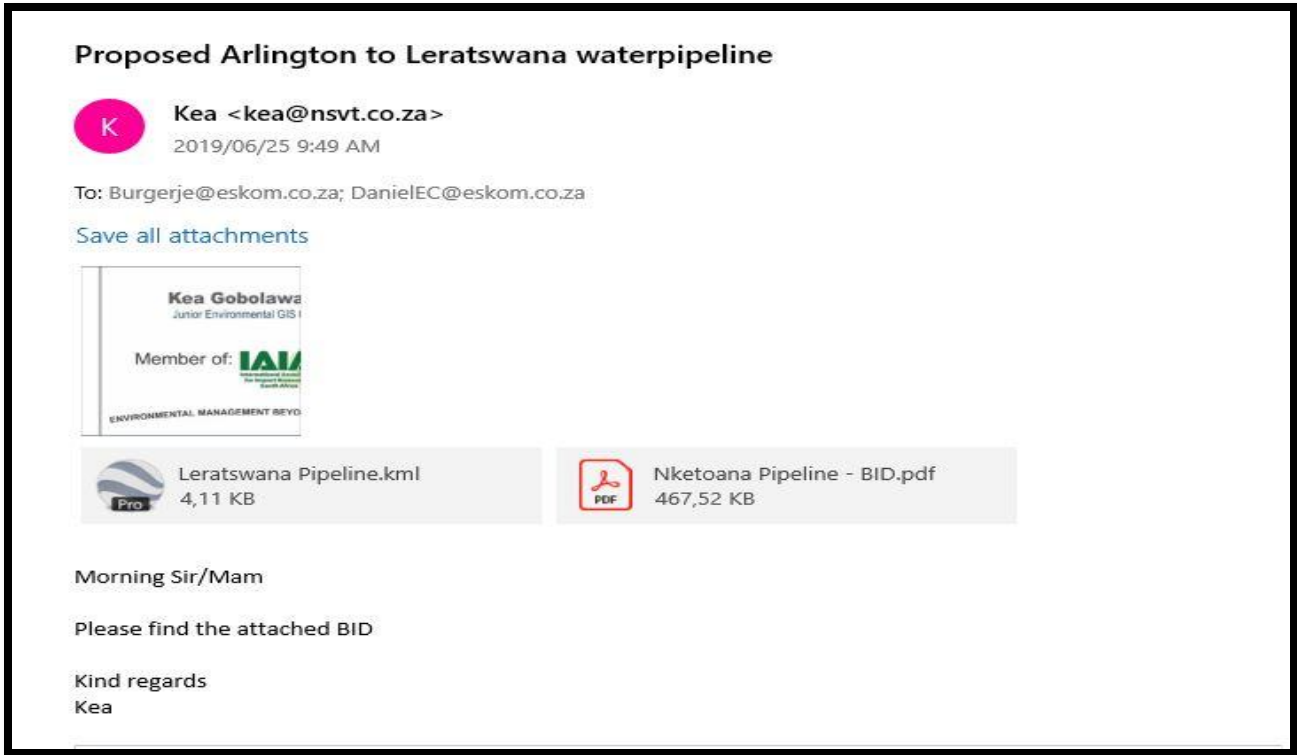 Proposed Arlington to Leratswana waterpipeline
K
Kea <kea@nsvt.co.za>
2019/06/25 9:49 AM
To: Burgerje@eskom.co.za; DanielEC@eskom.co.za
Save all attachments
Kea Gobolawa
Junior Environmental GIS
Member of: IAIA
ENVIRONMENTAL MANAGEMENT BEYO
Pro
Leratswana Pipeline.kml
4,11 KB
PDF
Nketoana Pipeline - BID.pdf
467,52 KB
Morning Sir/Mam
Please find the attached BID
Kind regards
Kea